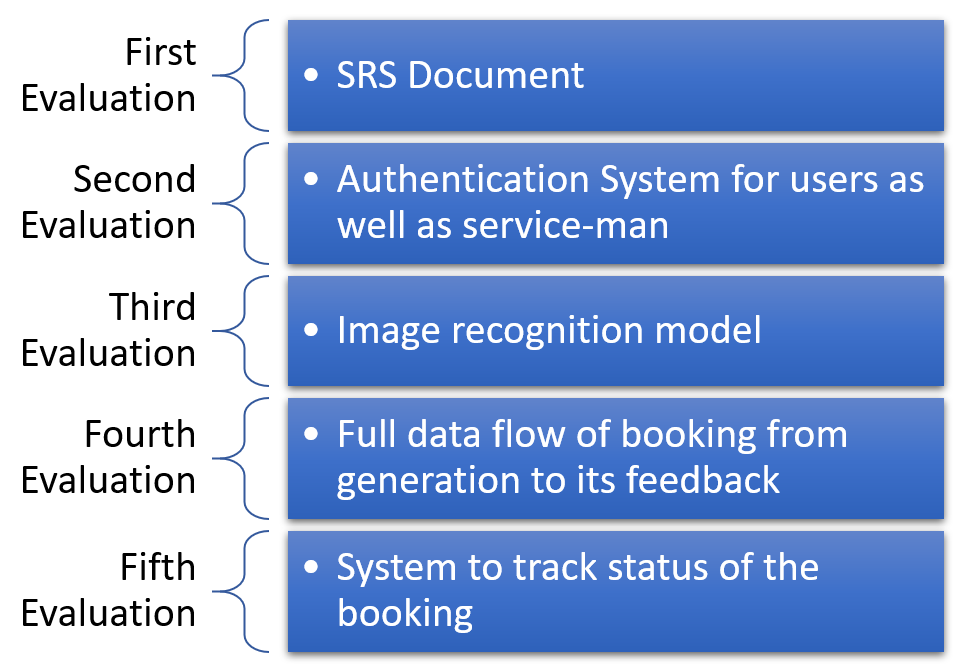 First
Evaluation
• SRS Document
Second
Evaluation
• Authentication System for users as
well as service-man
Third
Evaluation
• Image recognition model
Fourth
Evaluation
• Full data flow of booking from
generation to its feedback
Fifth
Evaluation
• System to track status of the
booking